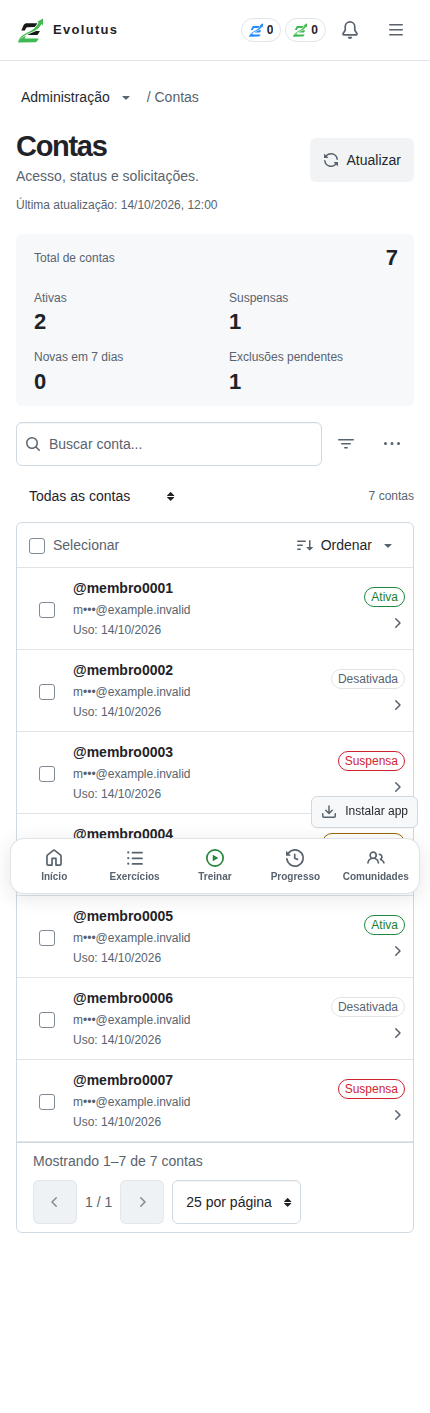 Evolutus
0
0
Administração
/ Contas
Contas
Acesso, status e solicitações.
Atualizar
Última atualização: 14/10/2026, 12:00
Total de contas
7
Ativas
Suspensas
2
1
Novas em 7 dias
Exclusões pendentes
0
1
Buscar conta...
Todas as contas
7 contas
Selecionar
Ordenar
@membro0001
m•••@example.invalid
Uso: 14/10/2026
Ativa
@membro0002
m•••@example.invalid
Uso: 14/10/2026
Desativada
@membro0003
m•••@example.invalid
Uso: 14/10/2026
Suspensa
Instalar app
@membro0004
Início
Exercícios
Treinar
Progresso
Comunidades
@membro0005
m•••@example.invalid
Uso: 14/10/2026
Ativa
@membro0006
m•••@example.invalid
Uso: 14/10/2026
Desativada
@membro0007
m•••@example.invalid
Uso: 14/10/2026
Suspensa
Mostrando 1–7 de 7 contas
1 / 1
25 por página